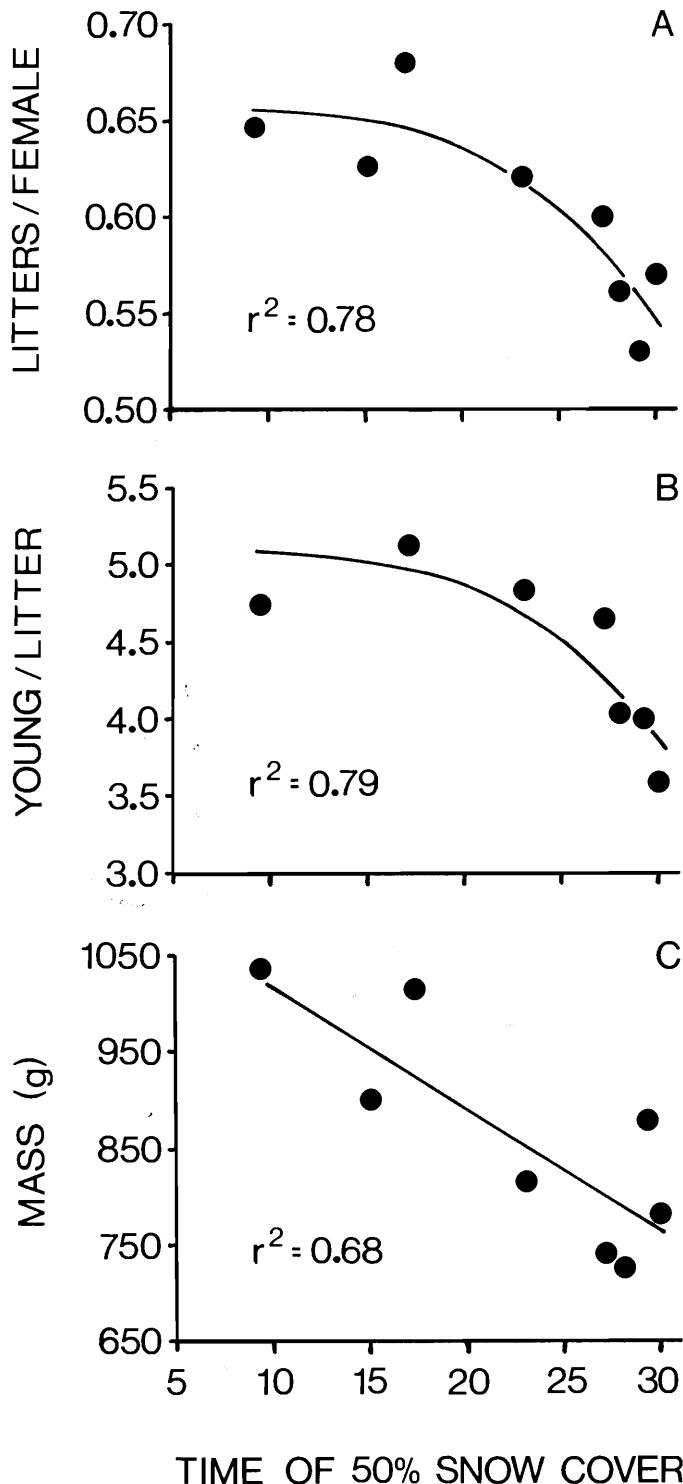 A
LITTERS/FEMALE
0.70
0.65
0.60
0.55
0.50
r² = 0.78
B
YOUNG/LITTER
5.5
5.0
4.5
4.0
3.5
3.0
r² = 0.79
C
MASS (g)
1050
950
850
750
650
r² = 0.68
5 10 15 20 25 30
TIME OF 50% SNOW COVER